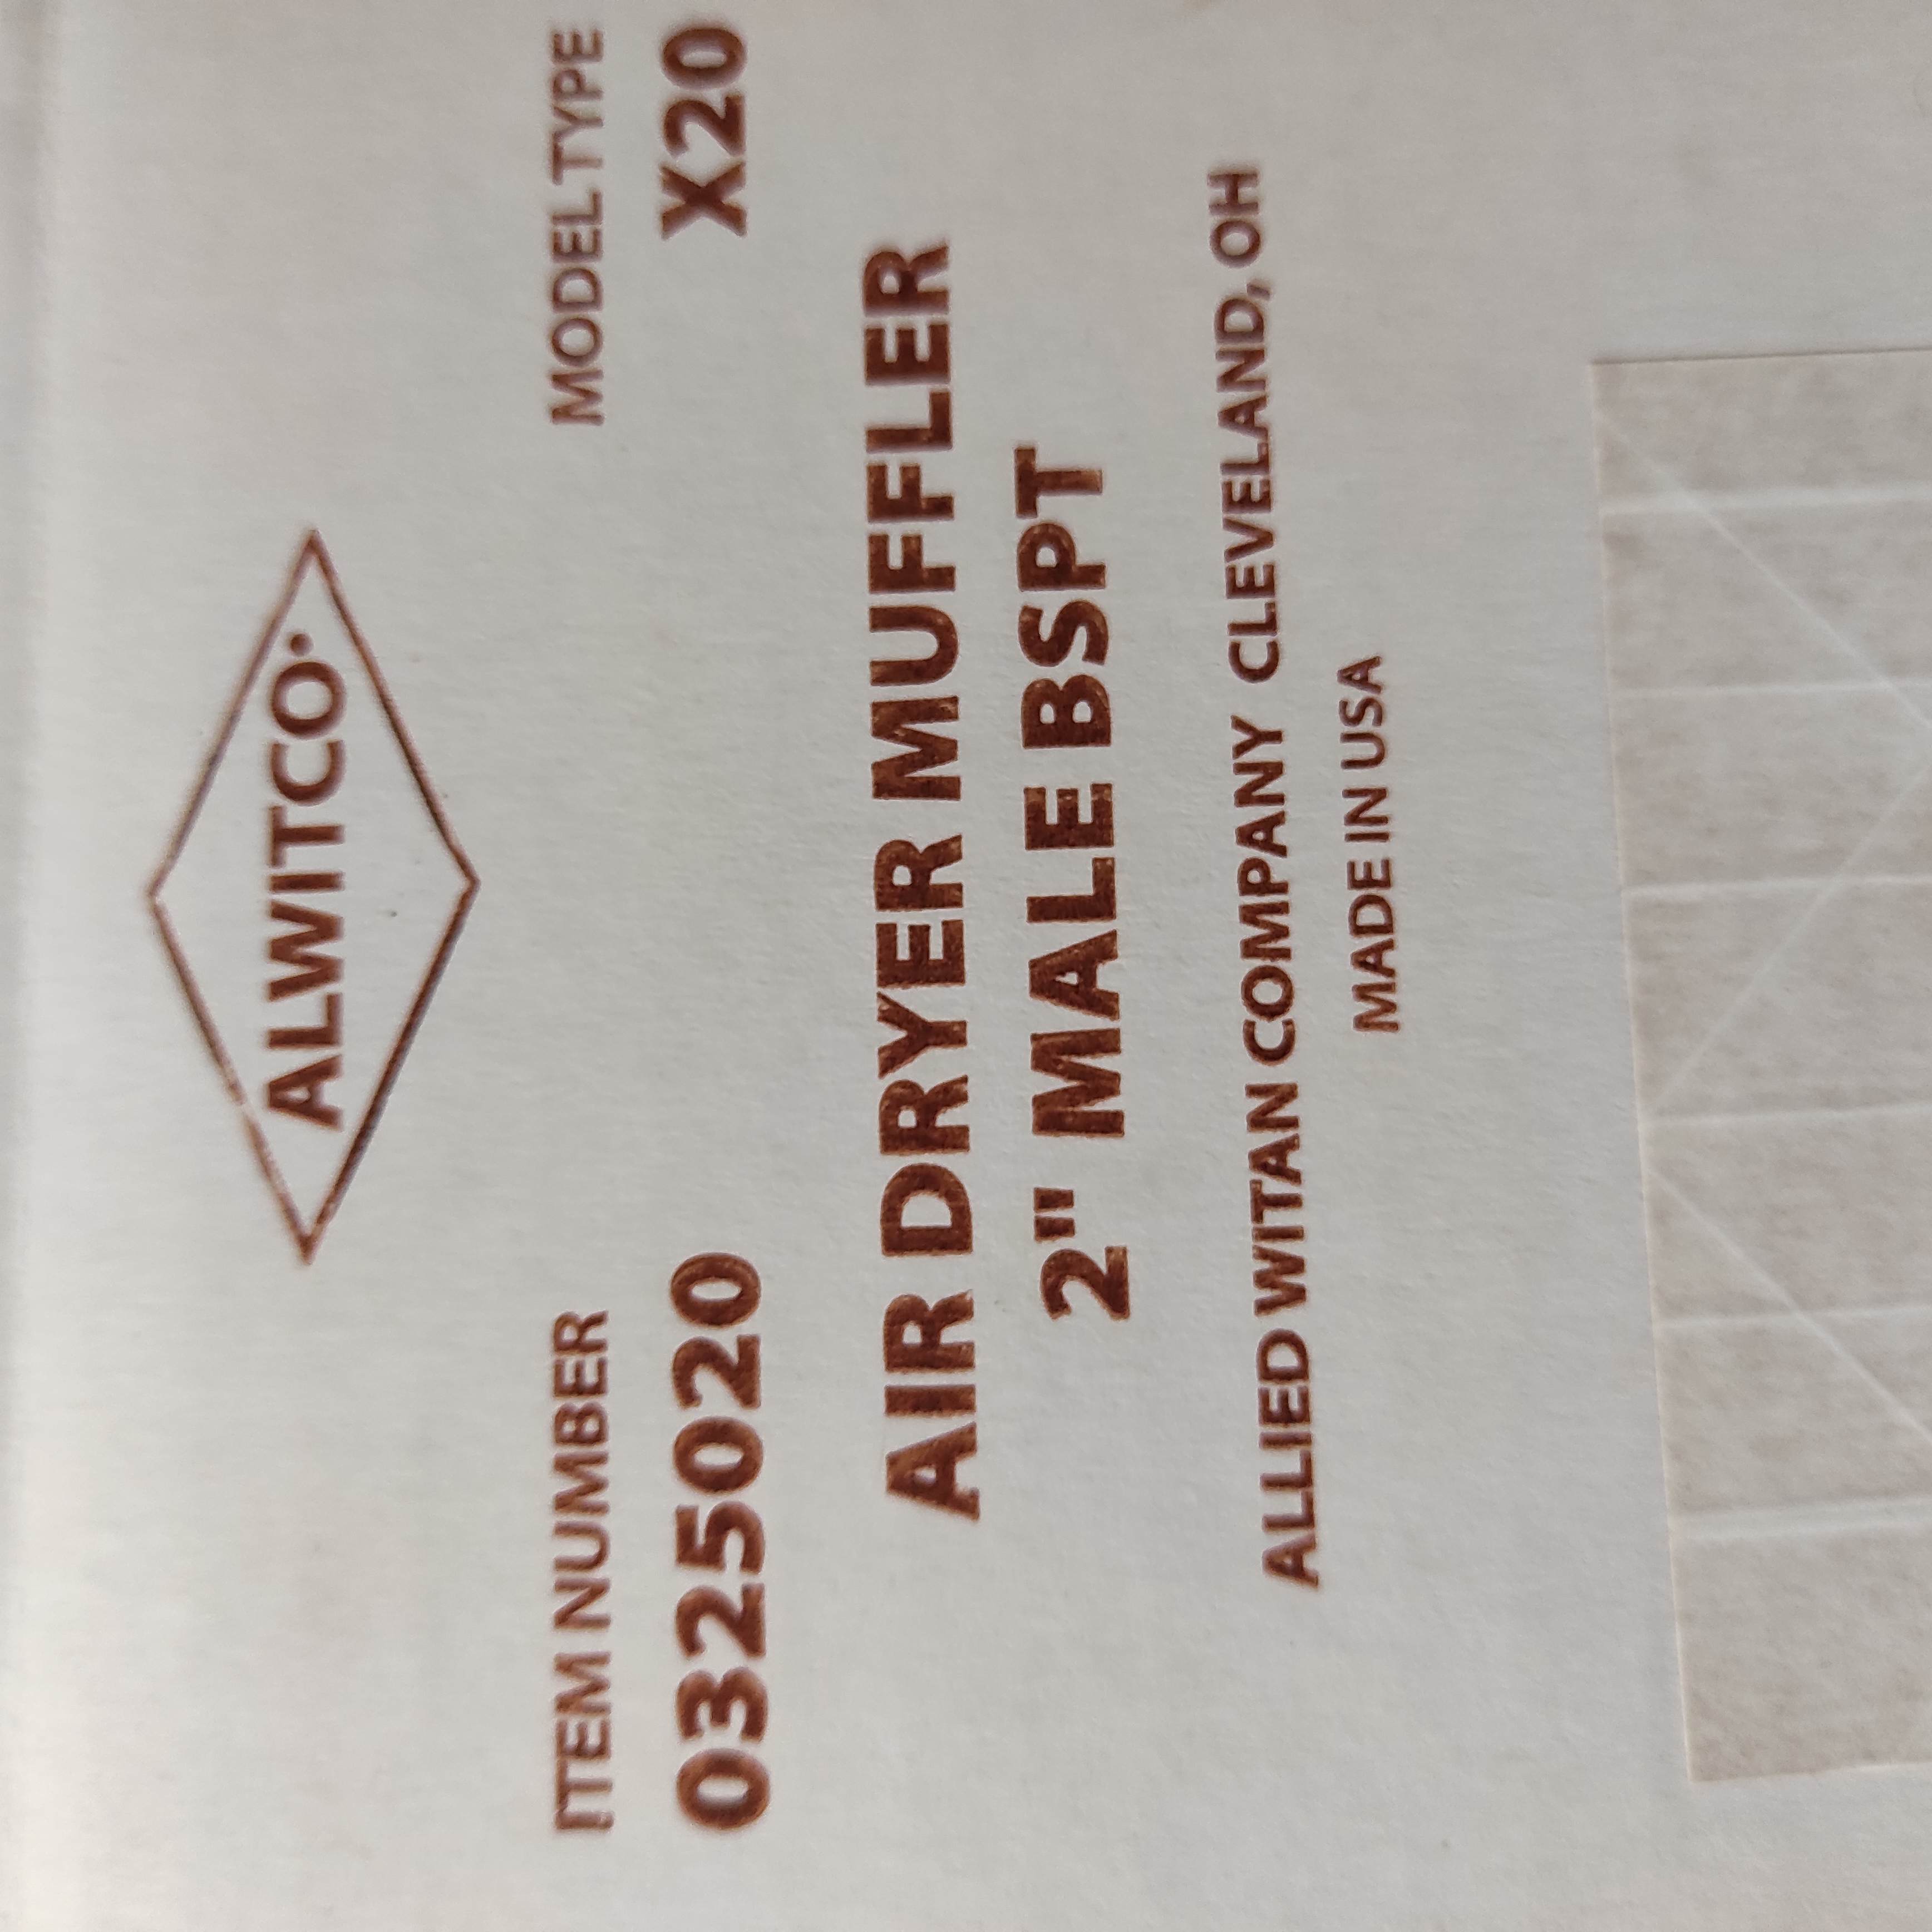 ALWITCO
ITEM NUMBER MODEL TYPE
0325020 X20
AIR DRYER MUFFLER
2" MALE BSPT
ALLIED WITAN COMPANY CLEVELAND, OH
MADE IN USA